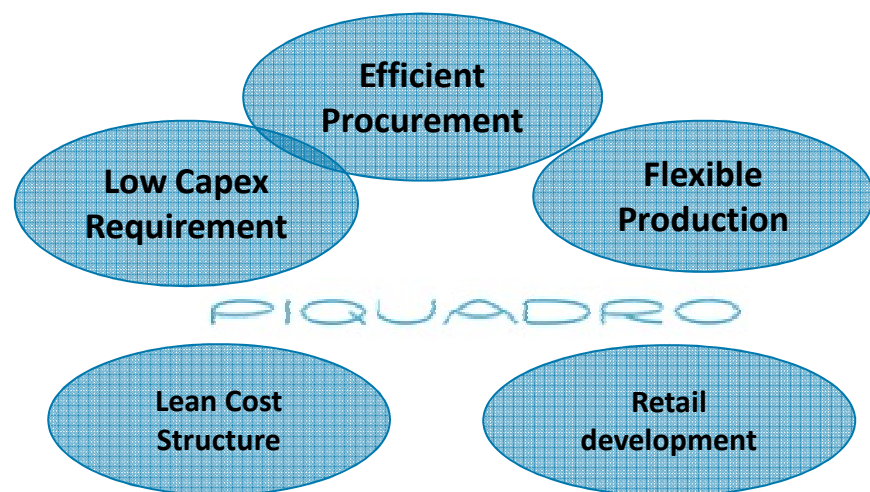 Efficient
Procurement
Low Capex
Requirement
Flexible
Production
PIQUADRO
Lean Cost
Structure
Retail
development